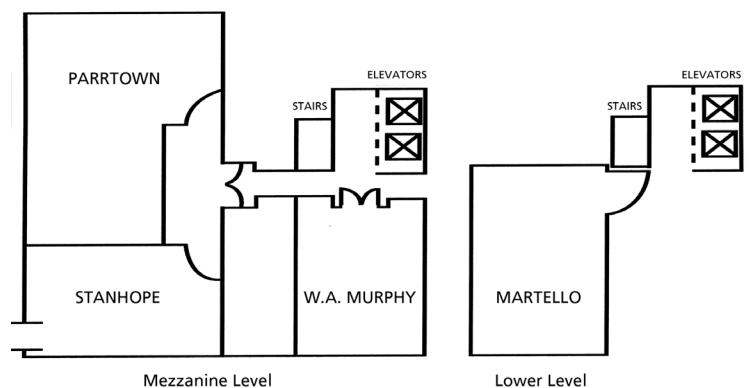 PARRTOWN
ELEVATORS
STAIRS
STANHOPE
W.A. MURPHY
Mezzanine Level
ELEVATORS
STAIRS
MARTELLO
Lower Level